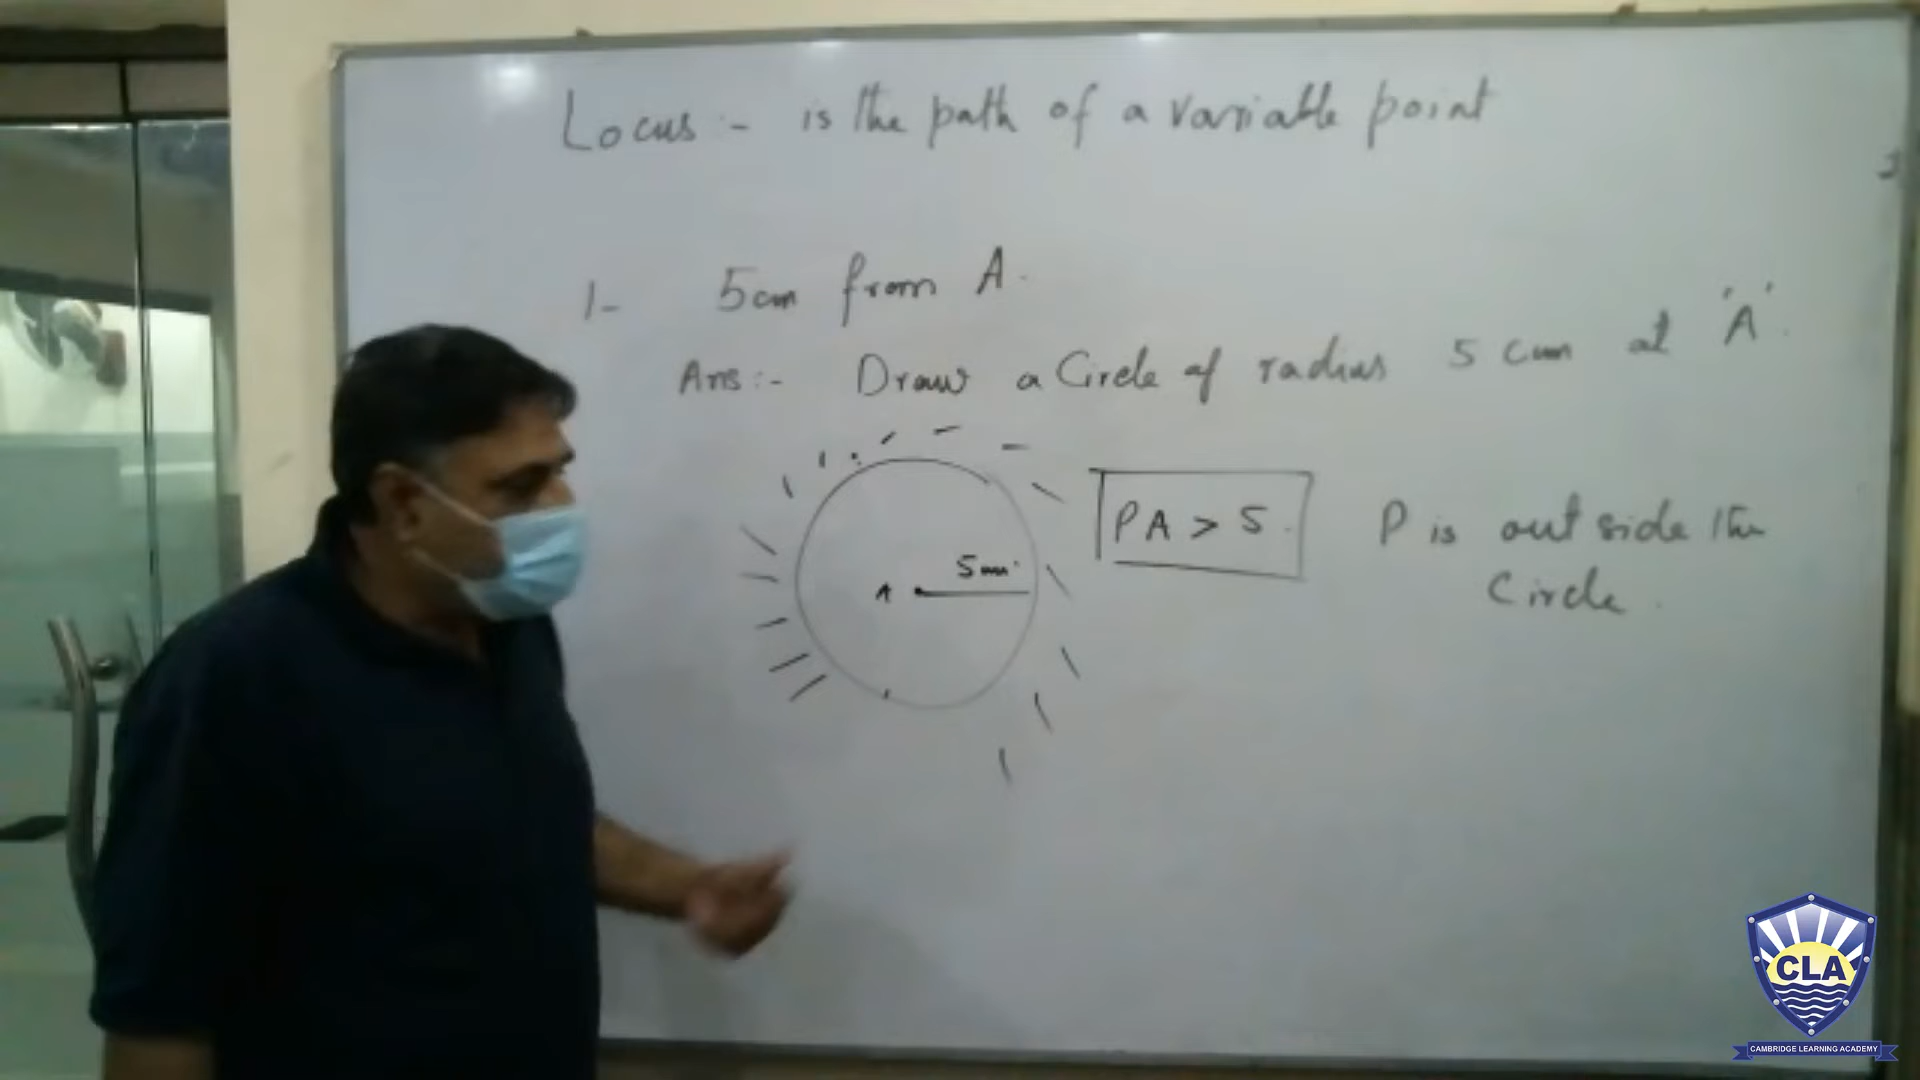 Locus :- is the path of a variable point
1- 5cm from A.
Ans :- Draw a Circle of radius 5 cm at 'A'.
PA > 5.
P is outside the
Circle.
5cm.
A
CLA
CAMBRIDGE LEARNING ACADEMY